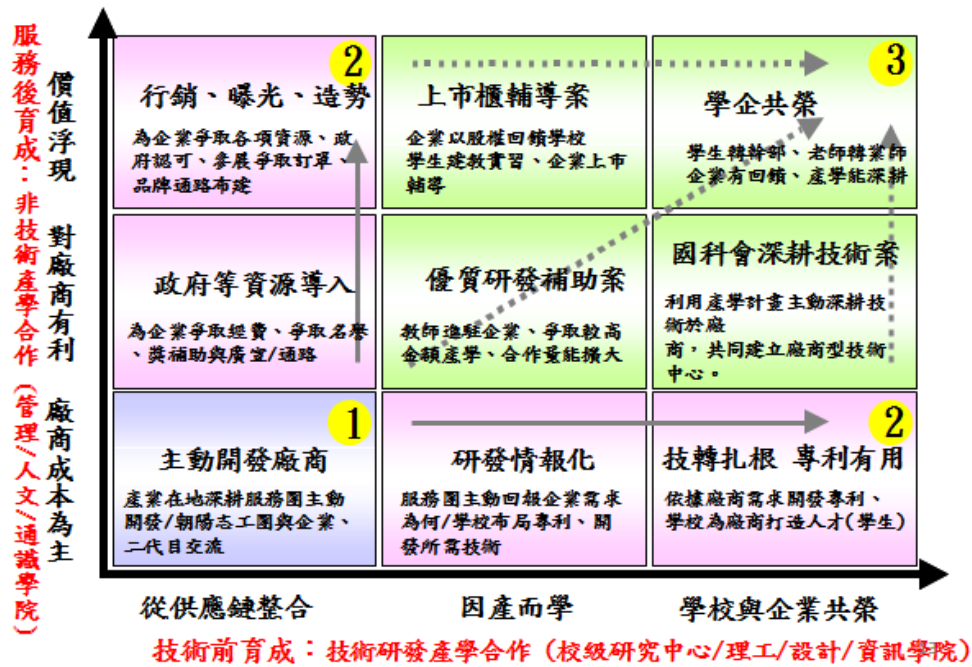 服務後育成：非技術產學合作（管理/人文/通識學院）
價值浮現
對廠商有利
廠商成本為主
2
行銷、曝光、造勢
為企業爭取各項資源、政
府認可、參展爭取訂單、
品牌通路布建
上市櫃輔導案
企業以股權回饋學校
學生建教實習、企業上市
輔導
3
學企共榮
學生轉幹部、老師轉業師
企業有回饋、產學能深耕
政府等資源導入
為企業爭取經費、爭取名譽
、獎補助與廣宣/通路
優質研發補助案
教師進駐企業、爭取較高
金額產學、合作量能擴大
國科會深耕技術案
利用產學計畫主動深耕技
術於廠
商，共同建立廠商型技術
中心。
1
主動開發廠商
產業在地深耕服務團主動
開發/朝陽志工團與企業、
二代目交流
研發情報化
服務團主動回報企業需求
為何/學校布局專利、開
發所需技術
2
技轉扎根 專利有用
依據廠商需求開發專利、
學校為廠商打造人才(學生)
從供應鏈整合
因產而學
學校與企業共榮
技術前育成：技術研發產學合作（校級研究中心/理工/設計/資訊學院）